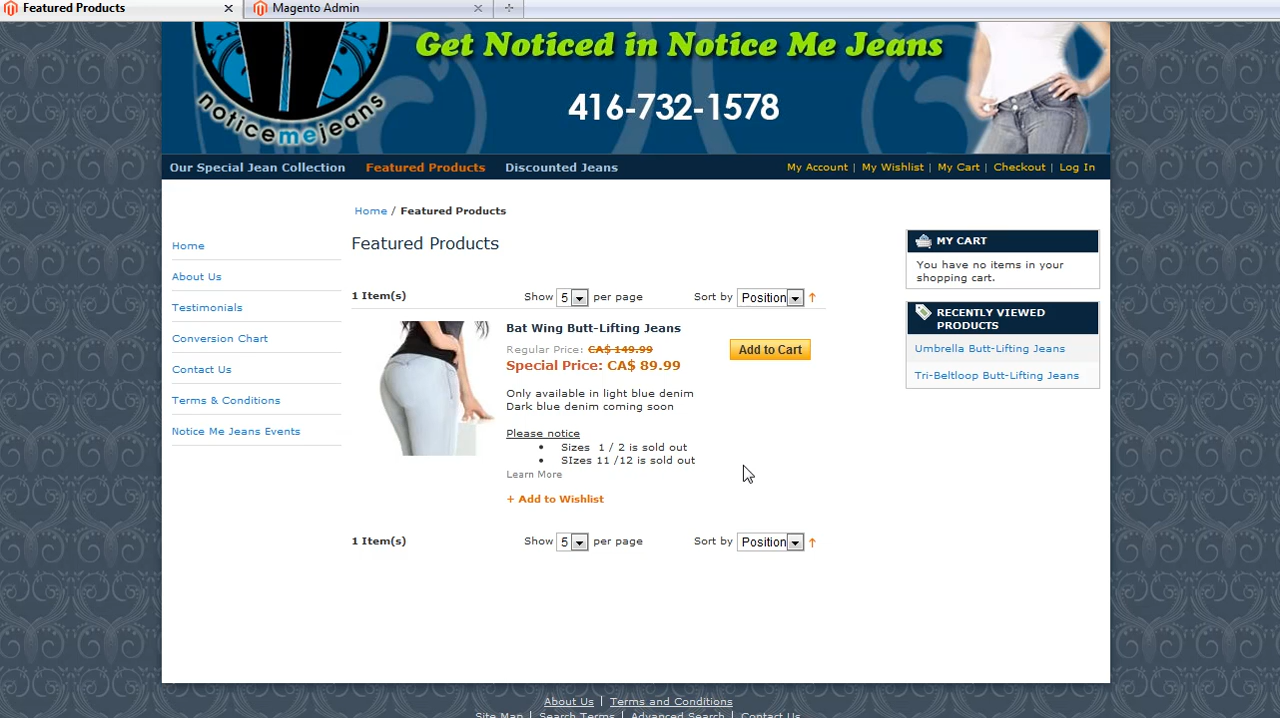 Featured Products
Magento Admin
Get Noticed in Notice Me Jeans
noticemejeans
416-732-1578
Our Special Jean Collection Featured Products Discounted Jeans My Account | My Wishlist | My Cart | Checkout | Log In
Home / Featured Products
Home
About Us
Testimonials
Conversion Chart
Contact Us
Terms & Conditions
Notice Me Jeans Events
Featured Products
1 Item(s) Show 5 per page Sort by Position
Bat Wing Butt-Lifting Jeans
Regular Price: CA$ 149.99
Special Price: CA$ 89.99
Add to Cart
Only available in light blue denim
Dark blue denim coming soon
Please notice
• Sizes 1 / 2 is sold out
• SIzes 11 /12 is sold out
Learn More
+ Add to Wishlist
1 Item(s) Show 5 per page Sort by Position
MY CART
You have no items in your
shopping cart.
RECENTLY VIEWED
PRODUCTS
Umbrella Butt-Lifting Jeans
Tri-Beltloop Butt-Lifting Jeans
About Us | Terms and Conditions
Site Map | Search Terms | Advanced Search | Contact Us